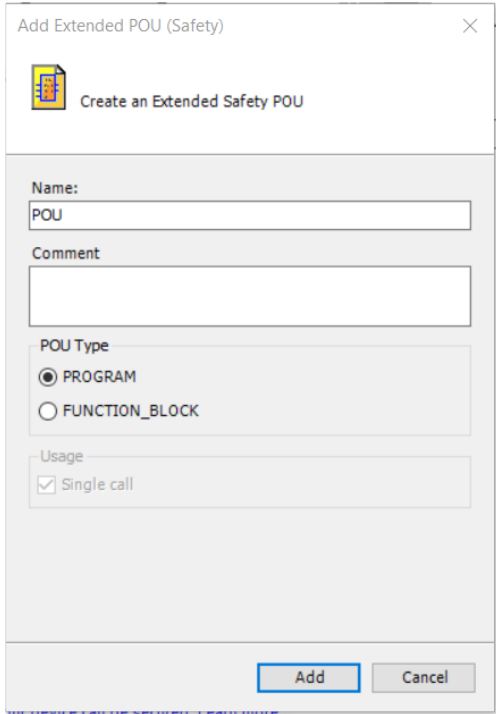 Add Extended POU (Safety)
Create an Extended Safety POU
Name:
POU
Comment
POU Type
PROGRAM
FUNCTION_BLOCK
Usage
Single call
Add
Cancel